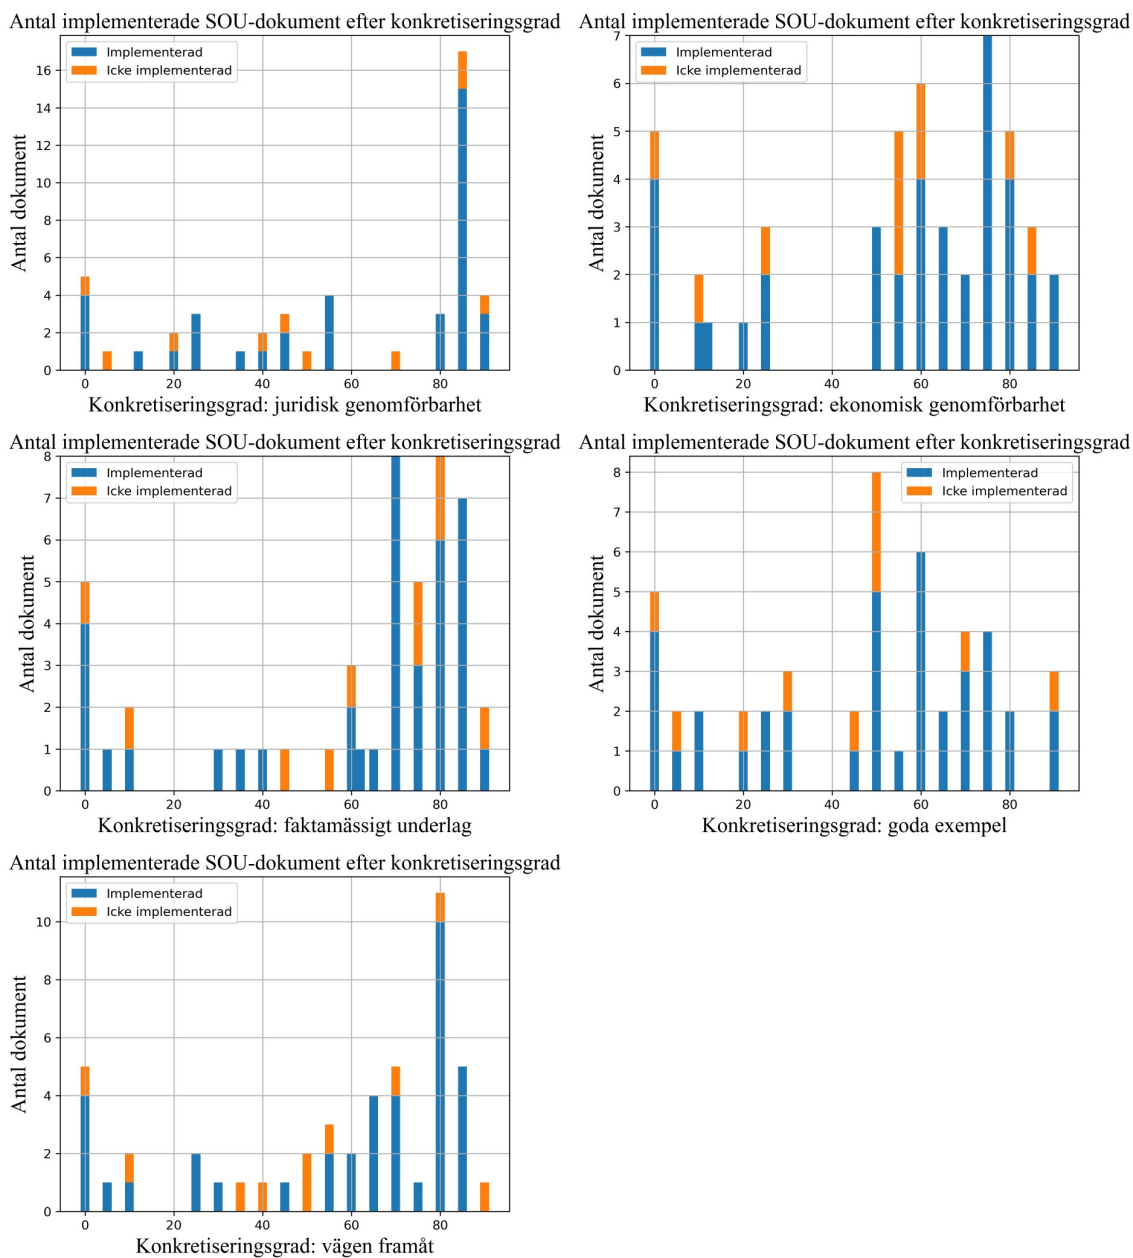 Antal implementerade SOU-dokument efter konkretiseringsgrad
Implementerad
Icke implementerad
Antal dokument
16
14
12
10
8
6
4
2
0
0 20 40 60 80
Konkretiseringsgrad: juridisk genomförbarhet
Antal implementerade SOU-dokument efter konkretiseringsgrad
Implementerad
Icke implementerad
Antal dokument
7
6
5
4
3
2
1
0
0 20 40 60 80
Konkretiseringsgrad: ekonomisk genomförbarhet
Antal implementerade SOU-dokument efter konkretiseringsgrad
Implementerad
Icke implementerad
Antal dokument
8
7
6
5
4
3
2
1
0
0 20 40 60 80
Konkretiseringsgrad: faktamässigt underlag
Antal implementerade SOU-dokument efter konkretiseringsgrad
Implementerad
Icke implementerad
Antal dokument
8
7
6
5
4
3
2
1
0
0 20 40 60 80
Konkretiseringsgrad: goda exempel
Antal implementerade SOU-dokument efter konkretiseringsgrad
Implementerad
Icke implementerad
Antal dokument
10
8
6
4
2
0
0 20 40 60 80
Konkretiseringsgrad: vägen framåt